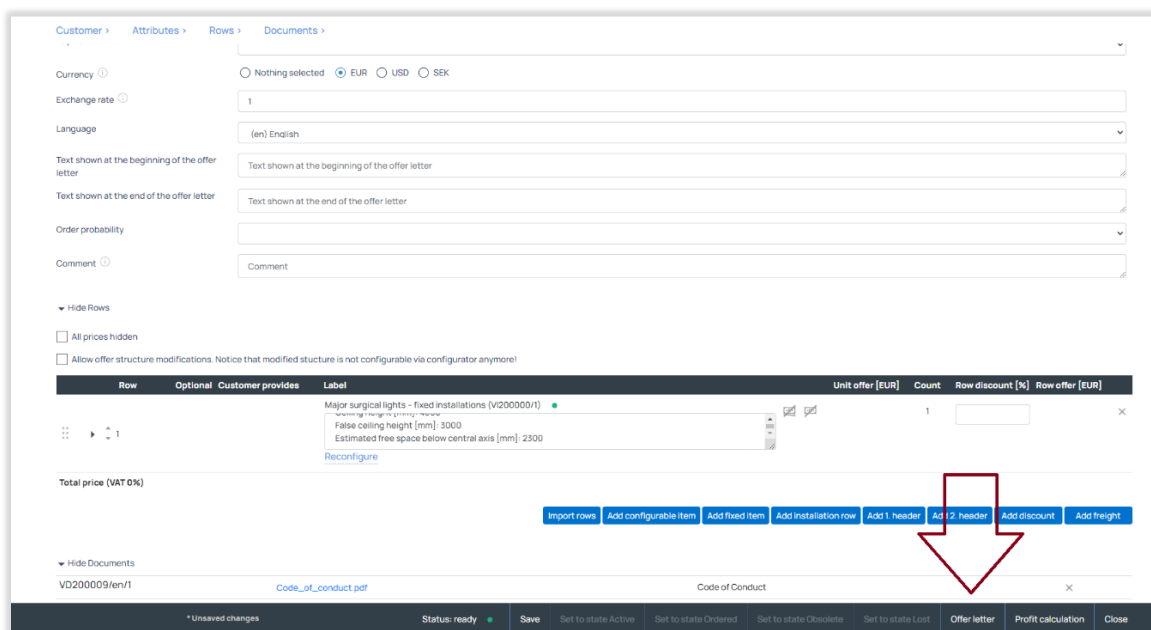 Customer > Attributes > Rows > Documents >
Currency
Nothing selected EUR USD SEK
Exchange rate
1
Language
(en) English
Text shown at the beginning of the offer
letter
Text shown at the beginning of the offer letter
Text shown at the end of the offer letter
Text shown at the end of the offer letter
Order probability
Comment
Comment
Hide Rows
All prices hidden
Allow offer structure modifications. Notice that modified stucture is not configurable via configurator anymore!
Row Optional Customer provides Label Unit offer [EUR] Count Row discount [%] Row offer [EUR]
Major surgical lights - fixed installations (VI200000/1)
Ceiling height [mm]: 4000
False ceiling height [mm]: 3000
Estimated free space below central axis [mm]: 2300
1
1
Reconfigure
Total price (VAT 0%)
Import rows Add configurable item Add fixed item Add installation row Add 1. header Add 2. header Add discount Add freight
Hide Documents
VD200009/en/1 Code_of_conduct.pdf Code of Conduct
* Unsaved changes Status: ready Save Set to state Active Set to state Ordered Set to state Obsolete Set to state Lost Offer letter Profit calculation Close